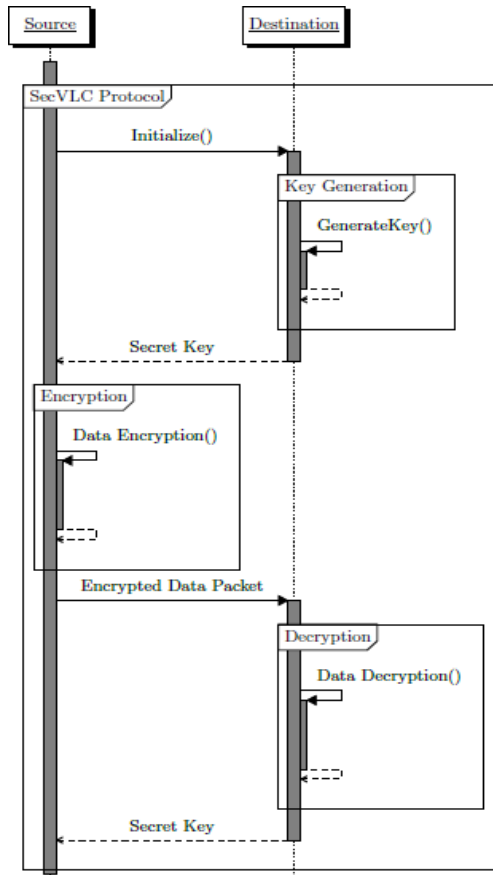 Source
Destination
SecVLC Protocol
Initialize()
Key Generation
GenerateKey()
Secret Key
Encryption
Data Encryption()
Encrypted Data Packet
Decryption
Data Decryption()
Secret Key